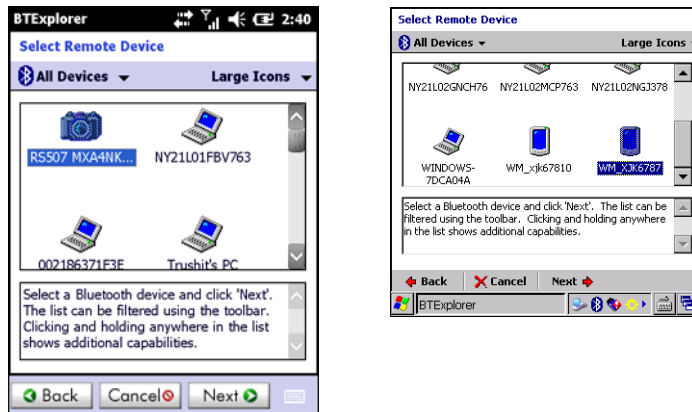 BTExplorer 2:40
Select Remote Device
All Devices Large Icons
RS507 MXA4NK... NY21L01FBV763
002186371F3E Trushit's PC
Select a Bluetooth device and click 'Next'.
The list can be filtered using the toolbar.
Clicking and holding anywhere in the list
shows additional capabilities.
Back Cancel Next
Select Remote Device
All Devices Large Icons
NY21L02GNCH76 NY21L02MCP763 NY21L02NGJ378
WINDOWS-
7DCA04A
WM_xjk67810 WM_XJK6787
Select a Bluetooth device and click 'Next'. The list can be
filtered using the toolbar. Clicking and holding anywhere
in the list shows additional capabilities.
Back Cancel Next
BTExplorer